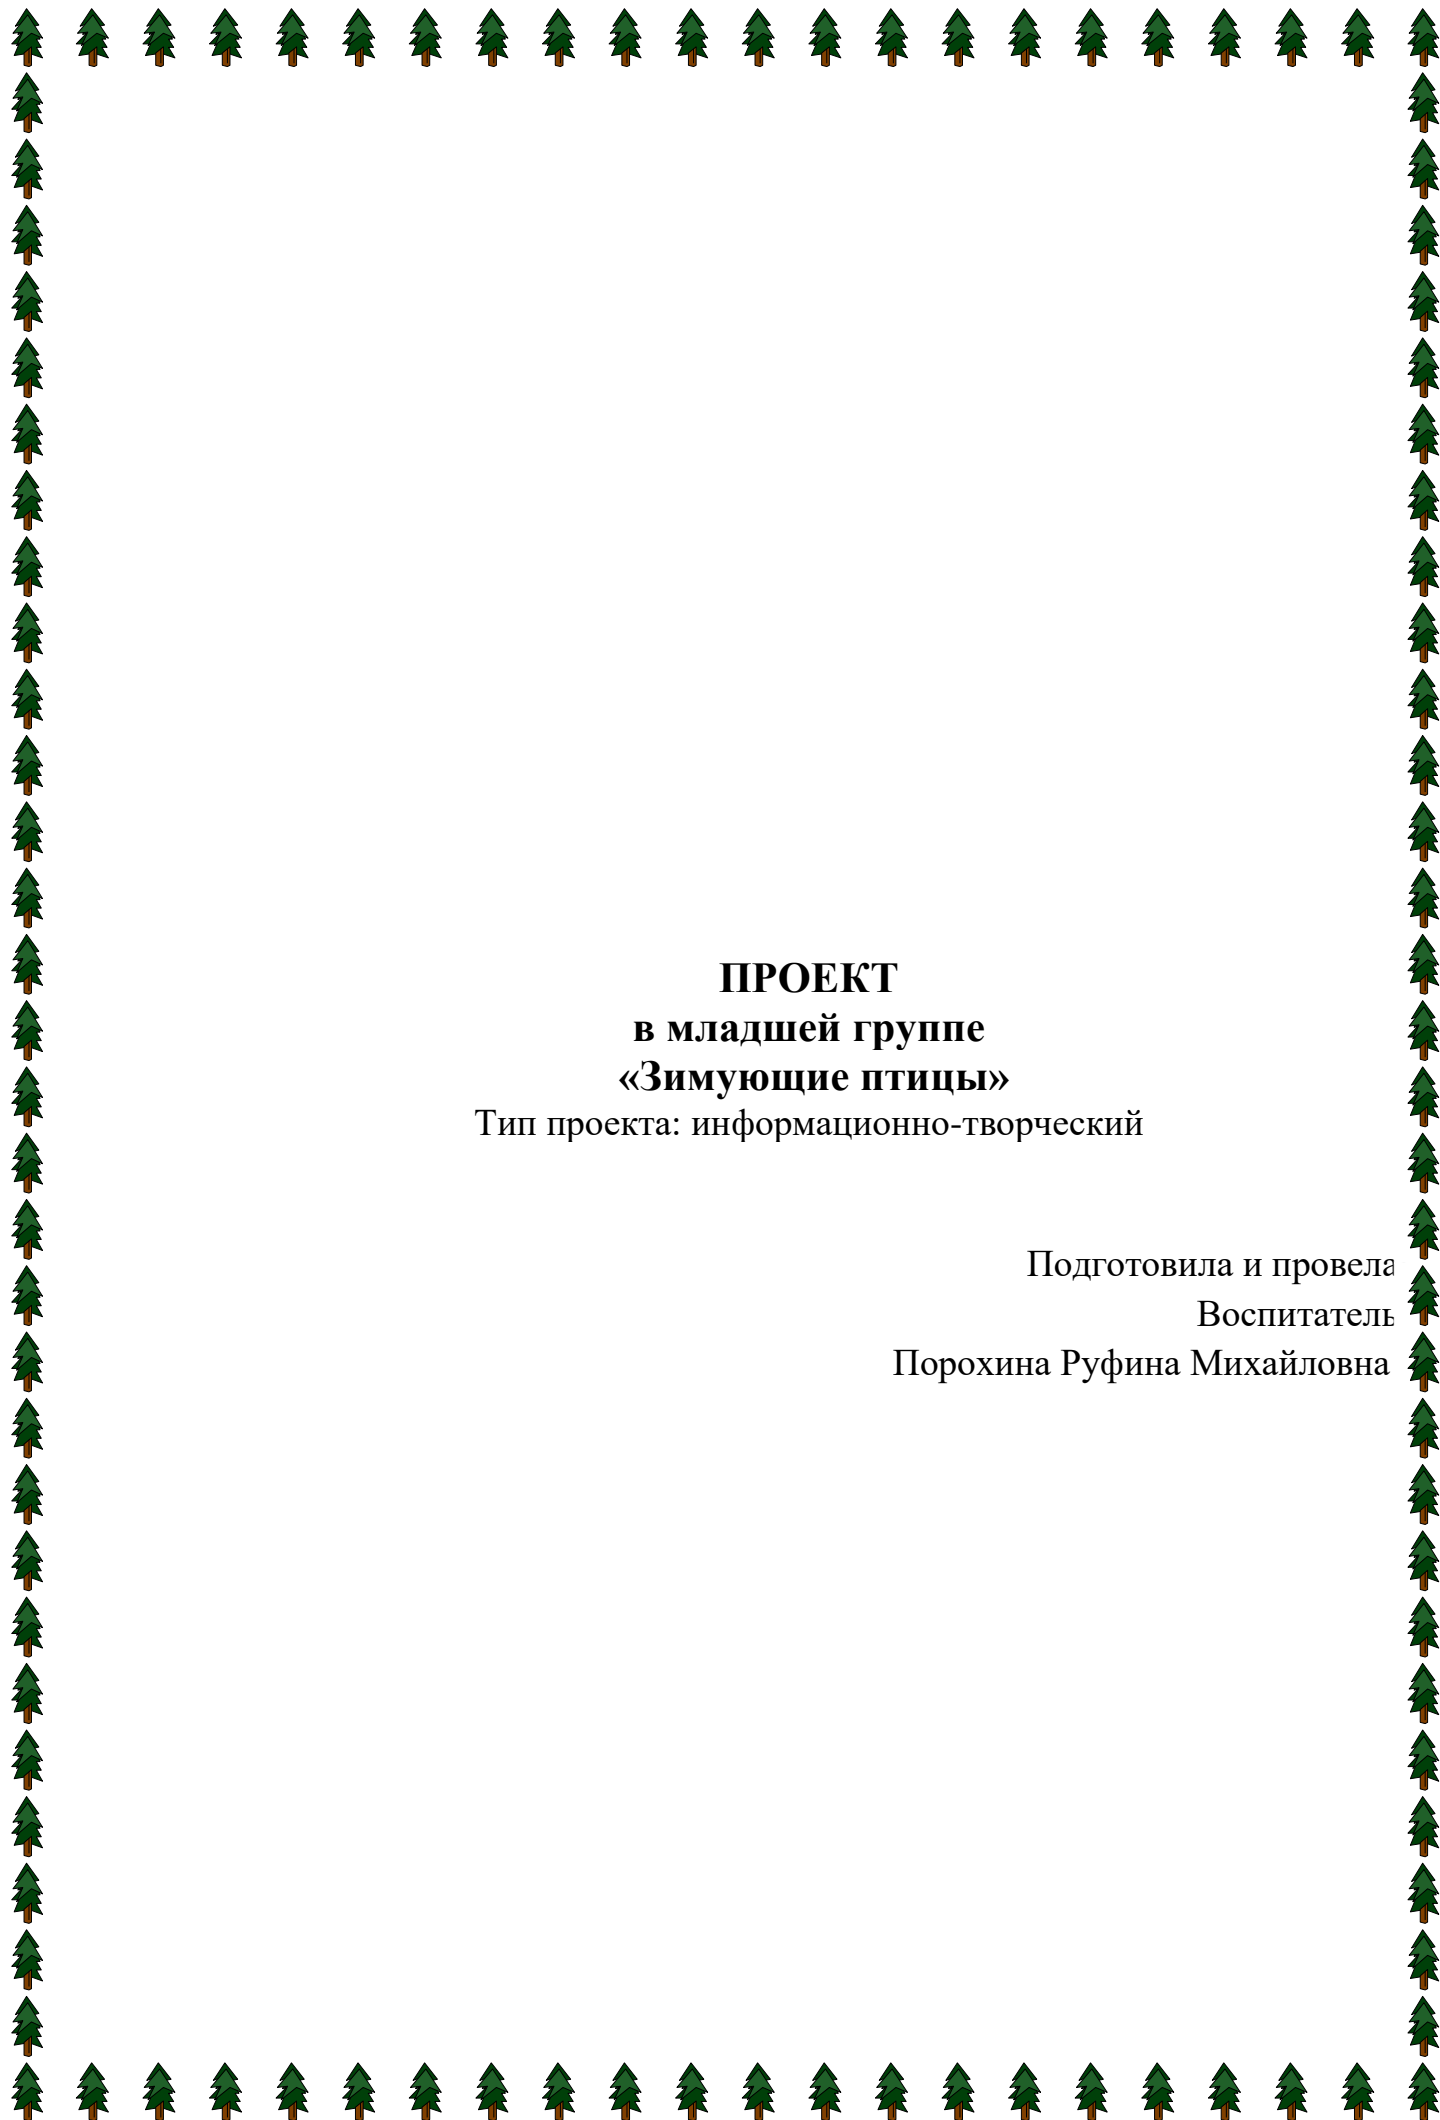 ПРОЕКТ
в младшей группе
«Зимующие птицы»
Тип проекта: информационно-творческий
Подготовила и провела
Воспитатель
Порохина Руфина Михайловна